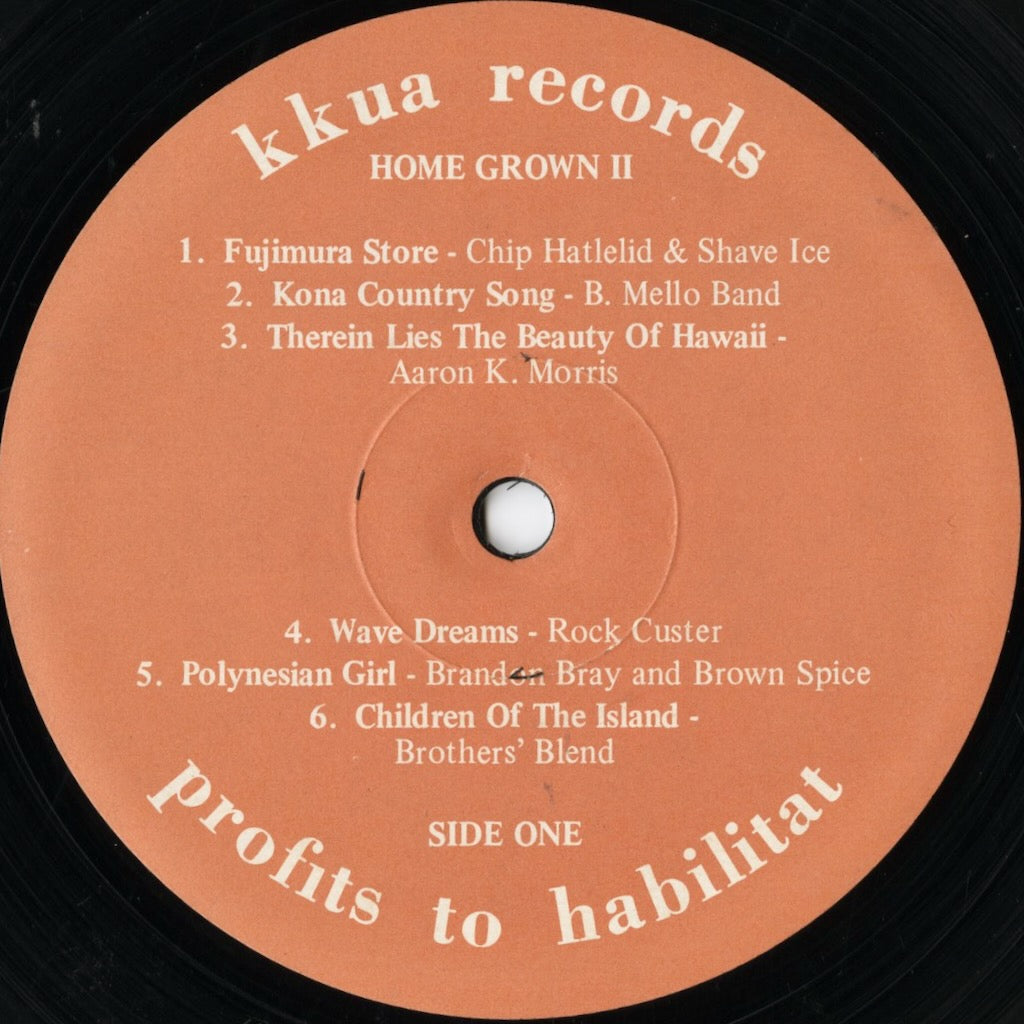 kkua records
HOME GROWN II
1. Fujimura Store - Chip Hatlelid & Shave Ice
2. Kona Country Song - B. Mello Band
3. Therein Lies The Beauty Of Hawaii -
Aaron K. Morris
4. Wave Dreams - Rock Custer
5. Polynesian Girl - Brandon Bray and Brown Spice
6. Children Of The Island -
Brothers' Blend
SIDE ONE
profits to habilitat